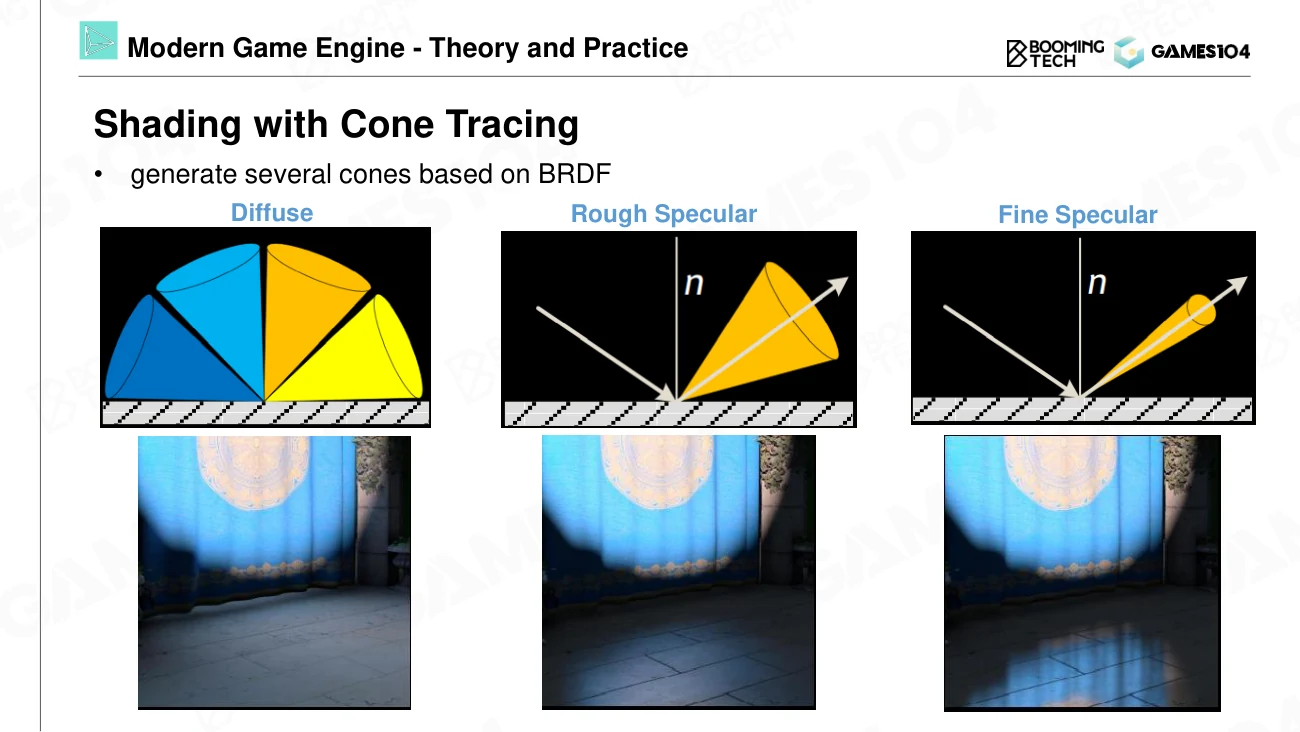 Modern Game Engine - Theory and Practice
BOOMING
TECH
GAMES104
Shading with Cone Tracing
• generate several cones based on BRDF
Diffuse
Rough Specular
Fine Specular
n
n